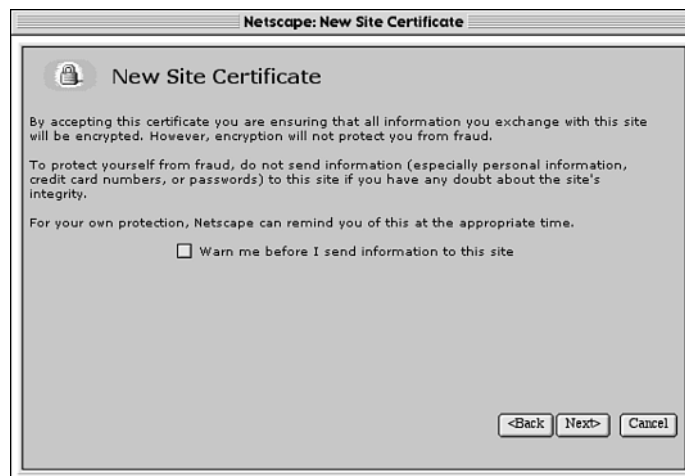 Netscape: New Site Certificate
New Site Certificate
By accepting this certificate you are ensuring that all information you exchange with this site
will be encrypted. However, encryption will not protect you from fraud.
To protect yourself from fraud, do not send information (especially personal information,
credit card numbers, or passwords) to this site if you have any doubt about the site's
integrity.
For your own protection, Netscape can remind you of this at the appropriate time.
Warn me before I send information to this site
<Back Next> Cancel